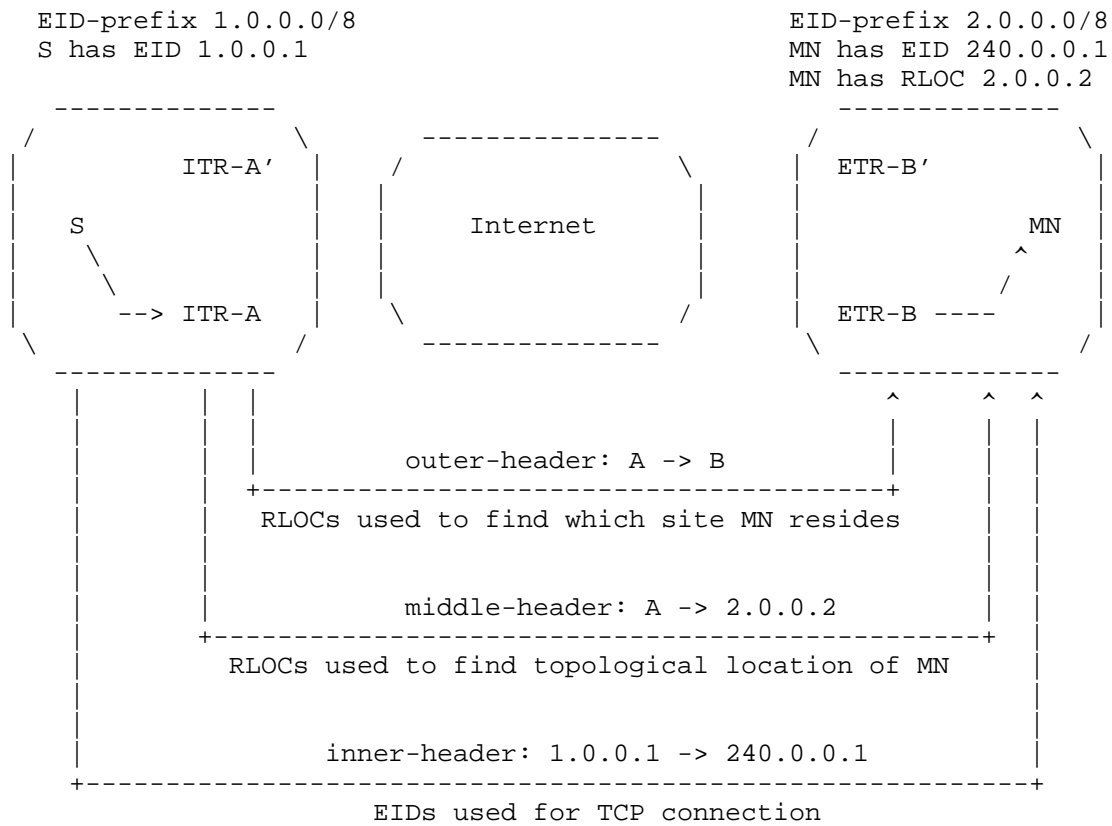 EID-prefix 1.0.0.0/8 EID-prefix 2.0.0.0/8
S has EID 1.0.0.1 MN has EID 240.0.0.1
MN has RLOC 2.0.0.2
ITR-A' ETR-B'
S Internet MN
--> ITR-A ETR-B ----
outer-header: A -> B
RLOCs used to find which site MN resides
middle-header: A -> 2.0.0.2
RLOCs used to find topological location of MN
inner-header: 1.0.0.1 -> 240.0.0.1
EIDs used for TCP connection